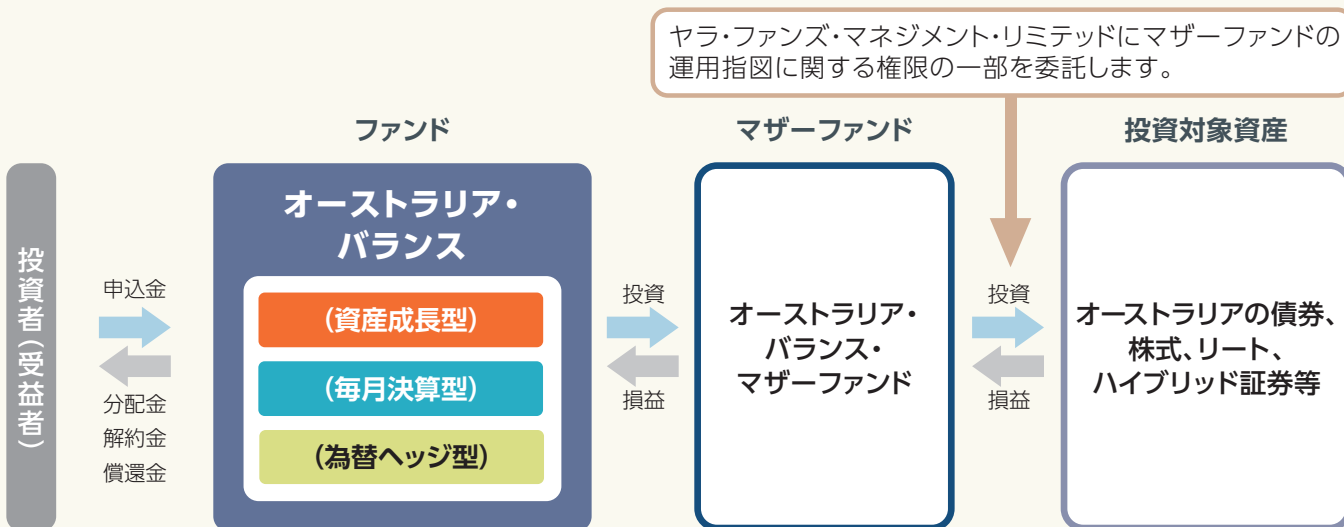 ヤラ・ファンズ・マネジメント・リミテッドにマザーファンドの
運用指図に関する権限の一部を委託します。
ファンド
マザーファンド
投資対象資産
投資者(受益者)
申込金
分配金
解約金
償還金
オーストラリア・
バランス
(資産成長型)
(毎月決算型)
(為替ヘッジ型)
投資
損益
オーストラリア・
バランス・
マザーファンド
投資
損益
オーストラリアの債券、
株式、リート、
ハイブリッド証券等